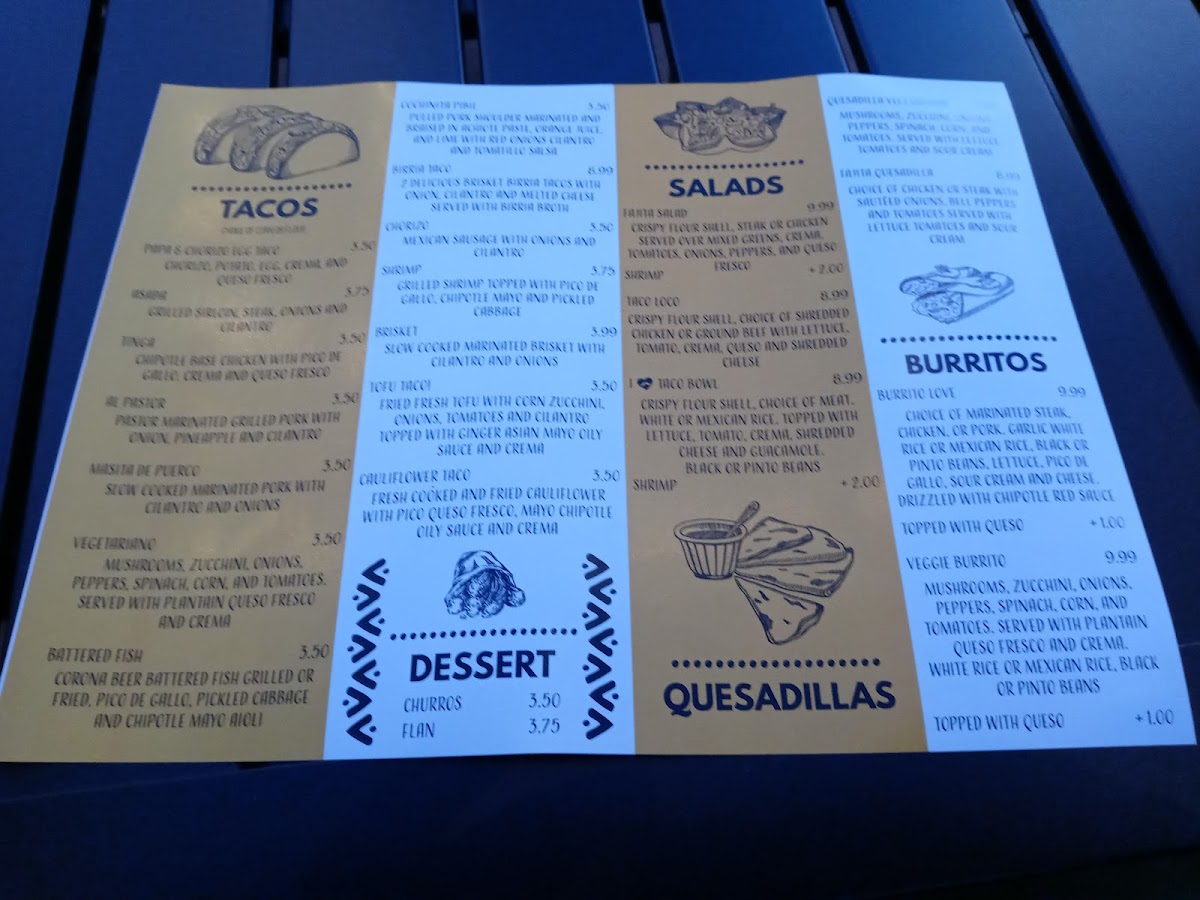 TACOS
CHOICE OF CORN OR FLOUR
PAPA & CHORIZO EGG TACO 3.50
CHORIZO, POTATO, EGG, CREMA, AND
QUESO FRESCO
ASADA 3.75
GRILLED SIRLOIN, STEAK, ONIONS AND
CILANTRO
TINGA 3.50
CHIPOTLE BASE CHICKEN WITH PICO DE
GALLO, CREMA AND QUESO FRESCO
AL PASTOR 3.50
PASTOR MARINATED GRILLED PORK WITH
ONION, PINEAPPLE AND CILANTRO
MASITA DE PUERCO 3.50
SLOW COOKED MARINATED PORK WITH
CILANTRO AND ONIONS
VEGETARIANO 3.50
MUSHROOMS, ZUCCHINI, ONIONS,
PEPPERS, SPINACH, CORN, AND TOMATOES.
SERVED WITH PLANTAIN QUESO FRESCO
AND CREMA
BATTERED FISH 3.50
CORONA BEER BATTERED FISH GRILLED OR
FRIED, PICO DE GALLO, PICKLED CABBAGE
AND CHIPOTLE MAYO AIOLI
COCHINITA PIBIL 3.50
PULLED PORK SHOULDER MARINATED AND
BRAISED IN ACHIOTE PASTE, ORANGE JUICE,
AND LIME WITH RED ONIONS CILANTRO
AND TOMATILLO SALSA
BIRRIA TACO 8.99
2 DELICIOUS BRISKET BIRRIA TACOS WITH
ONION, CILANTRO AND MELTED CHEESE
SERVED WITH BIRRIA BROTH
CHORIZO 3.50
MEXICAN SAUSAGE WITH ONIONS AND
CILANTRO
SHRIMP 3.75
GRILLED SHRIMP TOPPED WITH PICO DE
GALLO, CHIPOTLE MAYO AND PICKLED
CABBAGE
BRISKET 3.99
SLOW COOKED MARINATED BRISKET WITH
CILANTRO AND ONIONS
TOFU TACO! 3.50
FRIED FRESH TOFU WITH CORN ZUCCHINI,
ONIONS, TOMATOES AND CILANTRO
TOPPED WITH GINGER ASIAN MAYO OILY
SAUCE AND CREMA
CAULIFLOWER TACO 3.50
FRESH COOKED AND FRIED CAULIFLOWER
WITH PICO QUESO FRESCO, MAYO CHIPOTLE
OILY SAUCE AND CREMA
DESSERT
CHURROS 3.50
FLAN 3.75
SALADS
FAJITA SALAD 9.99
CRISPY FLOUR SHELL, STEAK OR CHICKEN
SERVED OVER MIXED GREENS, CREMA,
TOMATOES, ONIONS, PEPPERS, AND QUESO
FRESCO
SHRIMP +2.00
TACO LOCO 8.99
CRISPY FLOUR SHELL, CHOICE OF SHREDDED
CHICKEN OR GROUND BEEF WITH LETTUCE,
TOMATO, CREMA, QUESO AND SHREDDED
CHEESE
I TACO BOWL 8.99
CRISPY FLOUR SHELL, CHOICE OF MEAT.
WHITE OR MEXICAN RICE. TOPPED WITH
LETTUCE, TOMATO, CREMA, SHREDDED
CHEESE AND GUACAMOLE.
BLACK OR PINTO BEANS
SHRIMP +2.00
QUESADILLAS
QUESADILLA
MUSHROOMS, ZUCCHINI, ONIONS,
PEPPERS, SPINACH, CORN, AND
TOMATOES. SERVED WITH LETTUCE
TOMATOES AND SOUR CREAM
FAJITA QUESADILLA 8.99
CHOICE OF CHICKEN OR STEAK WITH
SAUTÉED ONIONS, BELL PEPPERS
AND TOMATOES SERVED WITH
LETTUCE TOMATOES AND SOUR
CREAM
BURRITOS
BURRITO LOVE 9.99
CHOICE OF MARINATED STEAK,
CHICKEN, OR PORK. GARLIC WHITE
RICE OR MEXICAN RICE, BLACK OR
PINTO BEANS, LETTUCE, PICO DE
GALLO, SOUR CREAM AND CHEESE.
DRIZZLED WITH CHIPOTLE RED SAUCE
TOPPED WITH QUESO +1.00
VEGGIE BURRITO 9.99
MUSHROOMS, ZUCCHINI, ONIONS,
PEPPERS, SPINACH, CORN, AND
TOMATOES. SERVED WITH PLANTAIN
QUESO FRESCO AND CREMA.
WHITE RICE OR MEXICAN RICE, BLACK
OR PINTO BEANS
TOPPED WITH QUESO +1.00